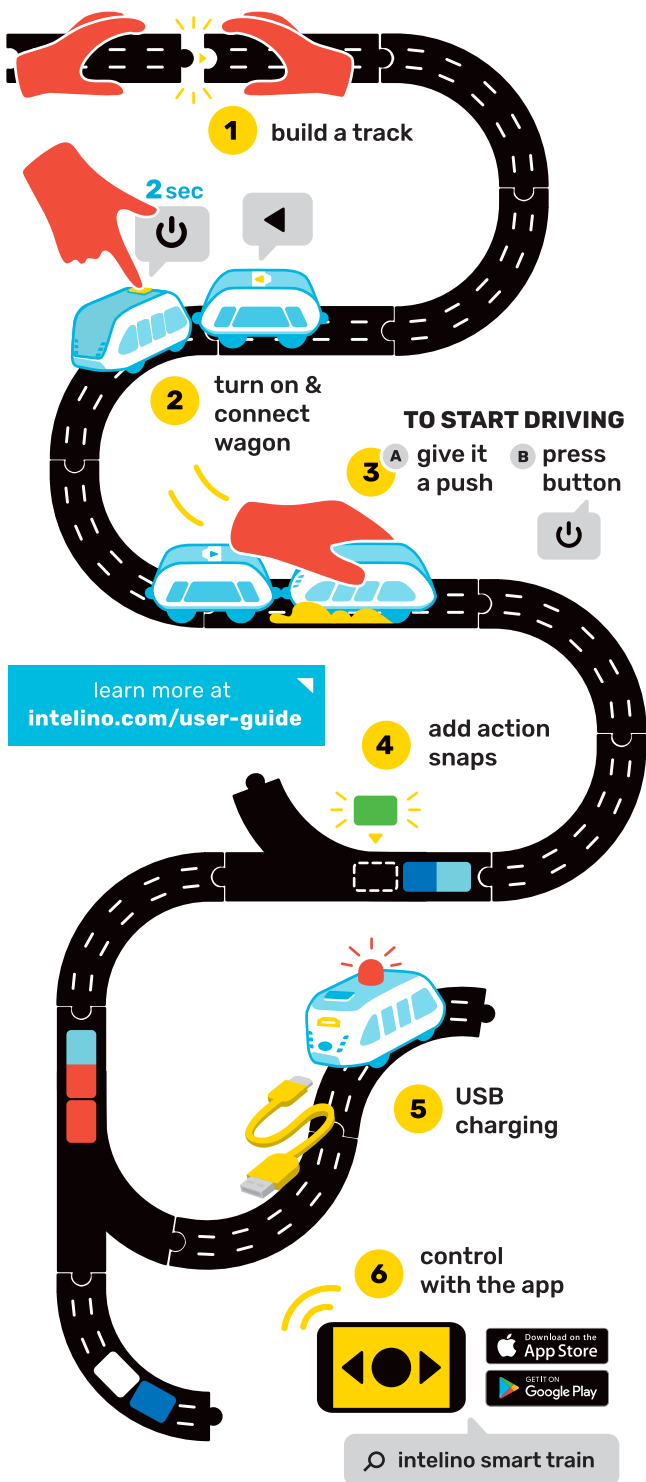 1
build a track
2 sec
2
turn on &
connect
wagon
TO START DRIVING
3
A give it
a push
B press
button
learn more at
intelino.com/user-guide
4
add action
snaps
5
USB
charging
6
control
with the app
Download on the
App Store
GET IT ON
Google Play
intelino smart train